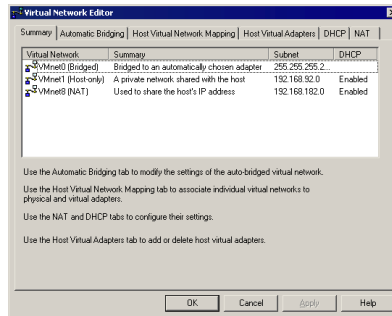 Virtual Network Editor
Summary Automatic Bridging Host Virtual Network Mapping Host Virtual Adapters DHCP NAT
Virtual Network Summary Subnet DHCP
VMnet0 (Bridged) Bridged to an automatically chosen adapter 255.255.255.2...
VMnet1 (Host-only) A private network shared with the host 192.168.92.0 Enabled
VMnet8 (NAT) Used to share the host's IP address 192.168.182.0 Enabled
Use the Automatic Bridging tab to modify the settings of the auto-bridged virtual network.
Use the Host Virtual Network Mapping tab to associate individual virtual networks to
physical and virtual adapters.
Use the NAT and DHCP tabs to configure their settings.
Use the Host Virtual Adapters tab to add or delete host virtual adapters.
OK Cancel Apply Help